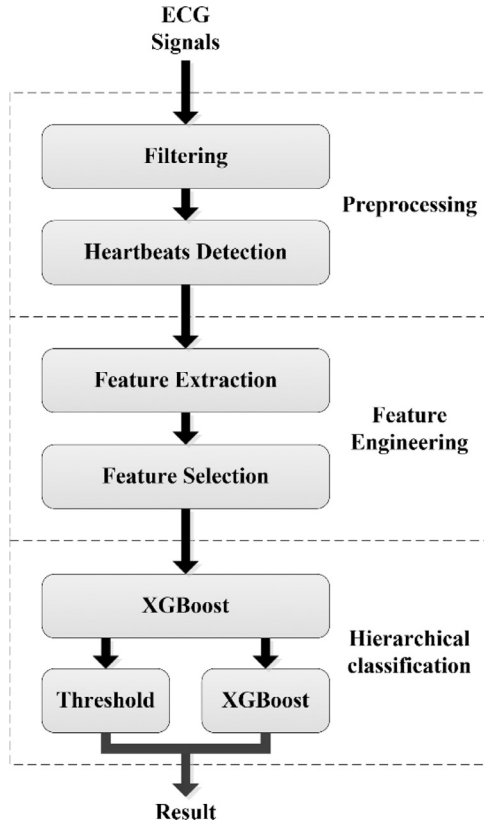 ECG
Signals
Filtering
Preprocessing
Heartbeats Detection
Feature Extraction
Feature
Engineering
Feature Selection
XGBoost
Hierarchical
classification
Threshold
XGBoost
Result